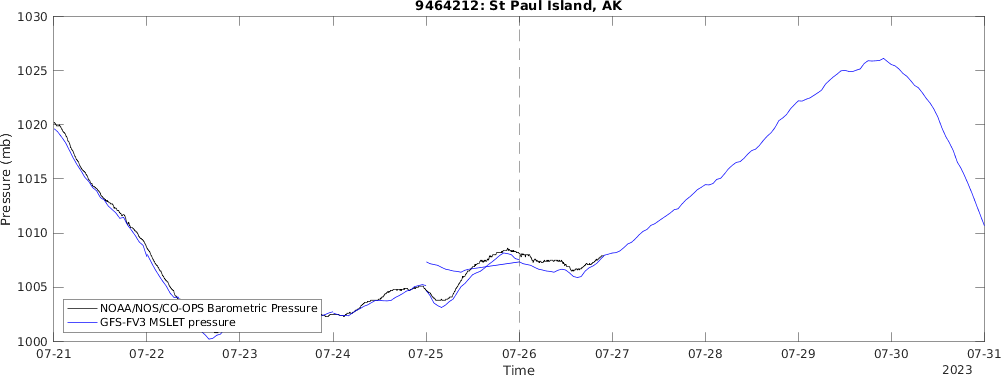 9464212: St Paul Island, AK
1030
1025
1020
1015
1010
1005
1000
Pressure (mb)
NOAA/NOS/CO-OPS Barometric Pressure
GFS-FV3 MSLET pressure
07-21 07-22 07-23 07-24 07-25 07-26 07-27 07-28 07-29 07-30 07-31
Time
2023